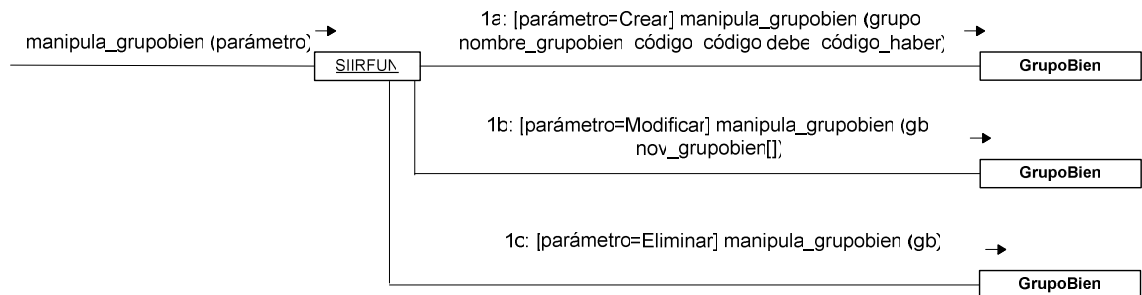 1a: [parámetro=Crear] manipula_grupobien (grupo
manipula_grupobien (parámetro)
nombre_grupobien código código debe código_haber)
SIIRFUN
GrupoBien
1b: [parámetro=Modificar] manipula_grupobien (gb
nov_grupobien[])
GrupoBien
1c: [parámetro=Eliminar] manipula_grupobien (gb)
GrupoBien